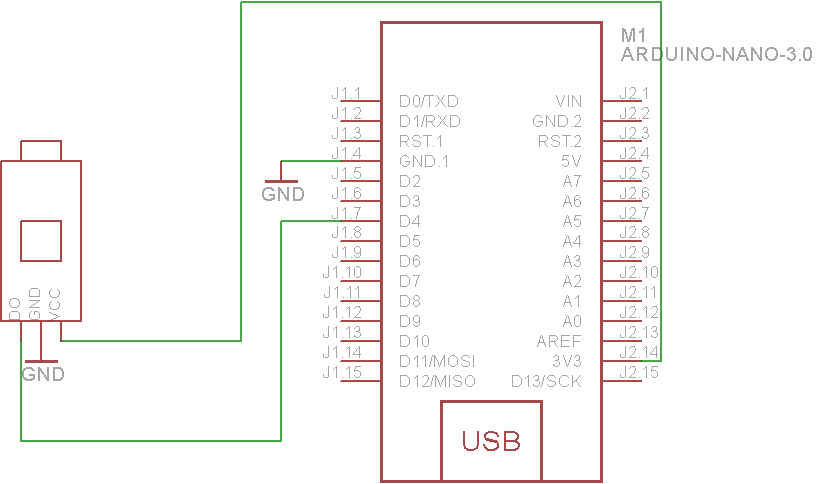 M1
ARDUINO-NANO-3.0
J1.1 D0/TXD VIN J2.1
J1.2 D1/RXD GND.2 J2.2
J1.3 RST.1 RST.2 J2.3
J1.4 GND.1 5V J2.4
J1.5 D2 A7 J2.5
GND
J1.6 D3 A6 J2.6
J1.7 D4 A5 J2.7
J1.8 D5 A4 J2.8
J1.9 D6 A3 J2.9
J1.10 D7 A2 J2.10
J1.11 D8 A1 J2.11
J1.12 D9 A0 J2.12
J1.13 D10 AREF J2.13
J1.14 D11/MOSI 3V3 J2.14
J1.15 D12/MISO D13/SCK J2.15
DO
GND
VCC
GND
USB